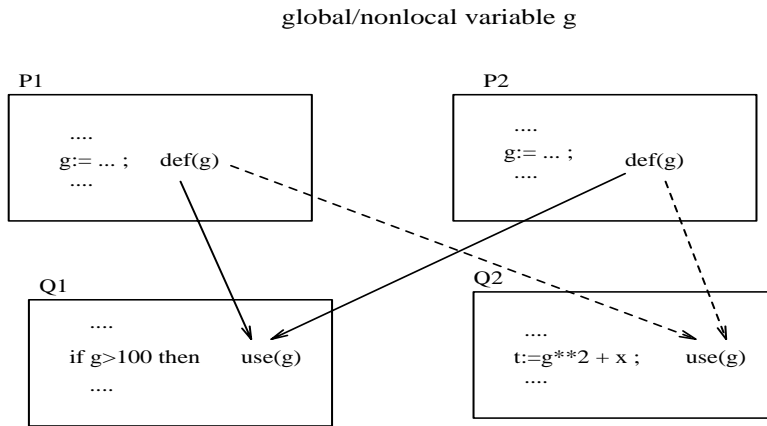 global/nonlocal variable g
P1
....
g:= ... ; def(g)
....
P2
....
g:= ... ; def(g)
....
Q1
....
if g>100 then use(g)
....
Q2
....
t:=g**2 + x ; use(g)
....